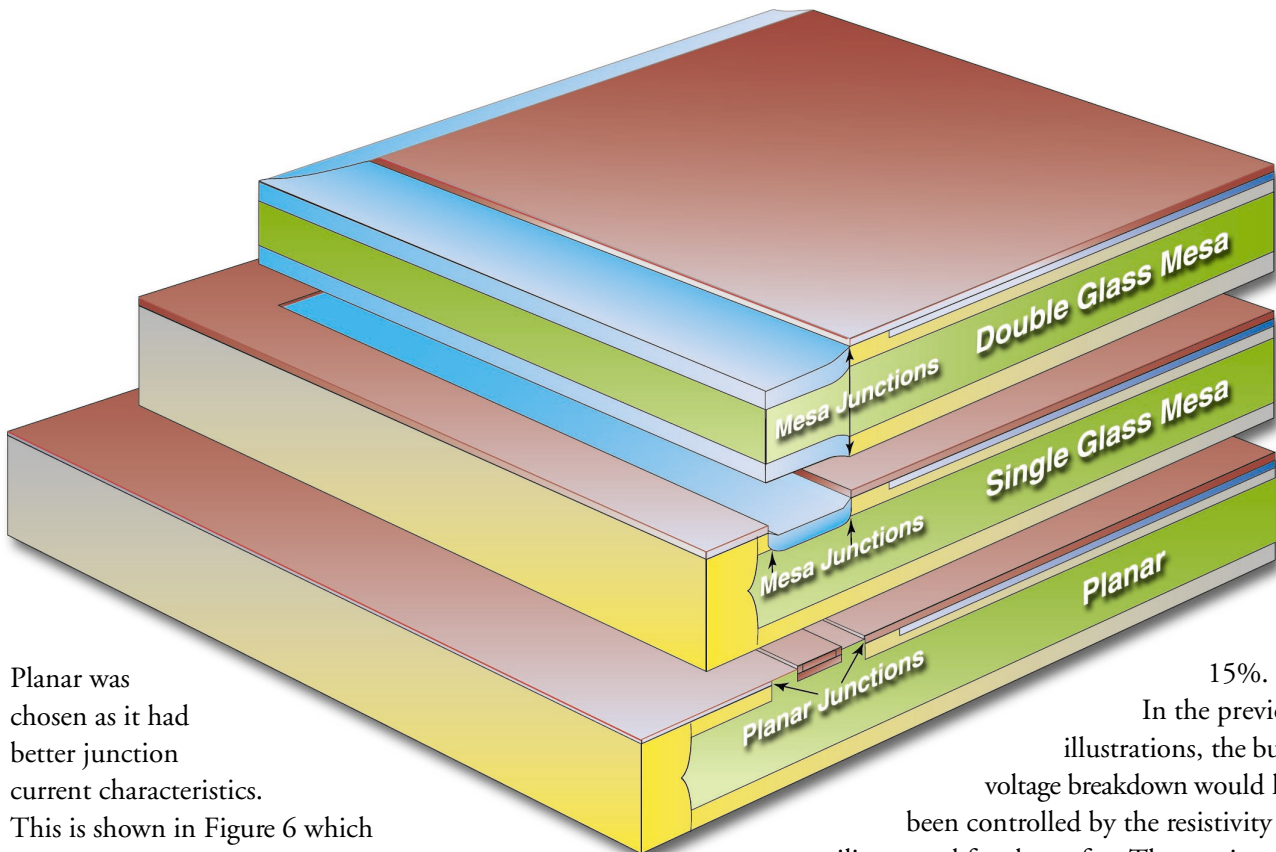 Double Glass Mesa
Mesa Junctions
Single Glass Mesa
Mesa Junctions
Planar
Planar Junctions
Planar was
chosen as it had
better junction
current characteristics.
This is shown in Figure 6 which
15%.
In the
illustrations, the
voltage breakdown would
been controlled by the resistivity